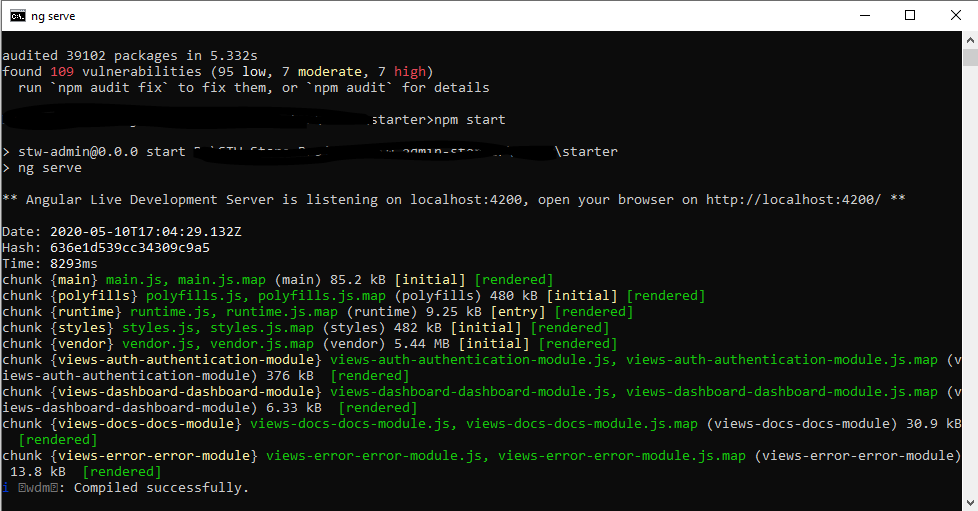 ng serve
audited 39102 packages in 5.332s
found 109 vulnerabilities (95 low, 7 moderate, 7 high)
  run `npm audit fix` to fix them, or `npm audit` for details
starter>npm start
> stw-admin@0.0.0 start \starter
> ng serve
** Angular Live Development Server is listening on localhost:4200, open your browser on http://localhost:4200/ **
Date: 2020-05-10T17:04:29.132Z
Hash: 636e1d539cc34309c9a5
Time: 8293ms
chunk {main} main.js, main.js.map (main) 85.2 kB [initial] [rendered]
chunk {polyfills} polyfills.js, polyfills.js.map (polyfills) 480 kB [initial] [rendered]
chunk {runtime} runtime.js, runtime.js.map (runtime) 9.25 kB [entry] [rendered]
chunk {styles} styles.js, styles.js.map (styles) 482 kB [initial] [rendered]
chunk {vendor} vendor.js, vendor.js.map (vendor) 5.44 MB [initial] [rendered]
chunk {views-auth-authentication-module} views-auth-authentication-module.js, views-auth-authentication-module.js.map (v
iews-auth-authentication-module) 376 kB  [rendered]
chunk {views-dashboard-dashboard-module} views-dashboard-dashboard-module.js, views-dashboard-dashboard-module.js.map (v
iews-dashboard-dashboard-module) 6.33 kB  [rendered]
chunk {views-docs-docs-module} views-docs-docs-module.js, views-docs-docs-module.js.map (views-docs-docs-module) 30.9 kB
  [rendered]
chunk {views-error-error-module} views-error-error-module.js, views-error-error-module.js.map (views-error-error-module)
 13.8 kB  [rendered]
i wdm: Compiled successfully.